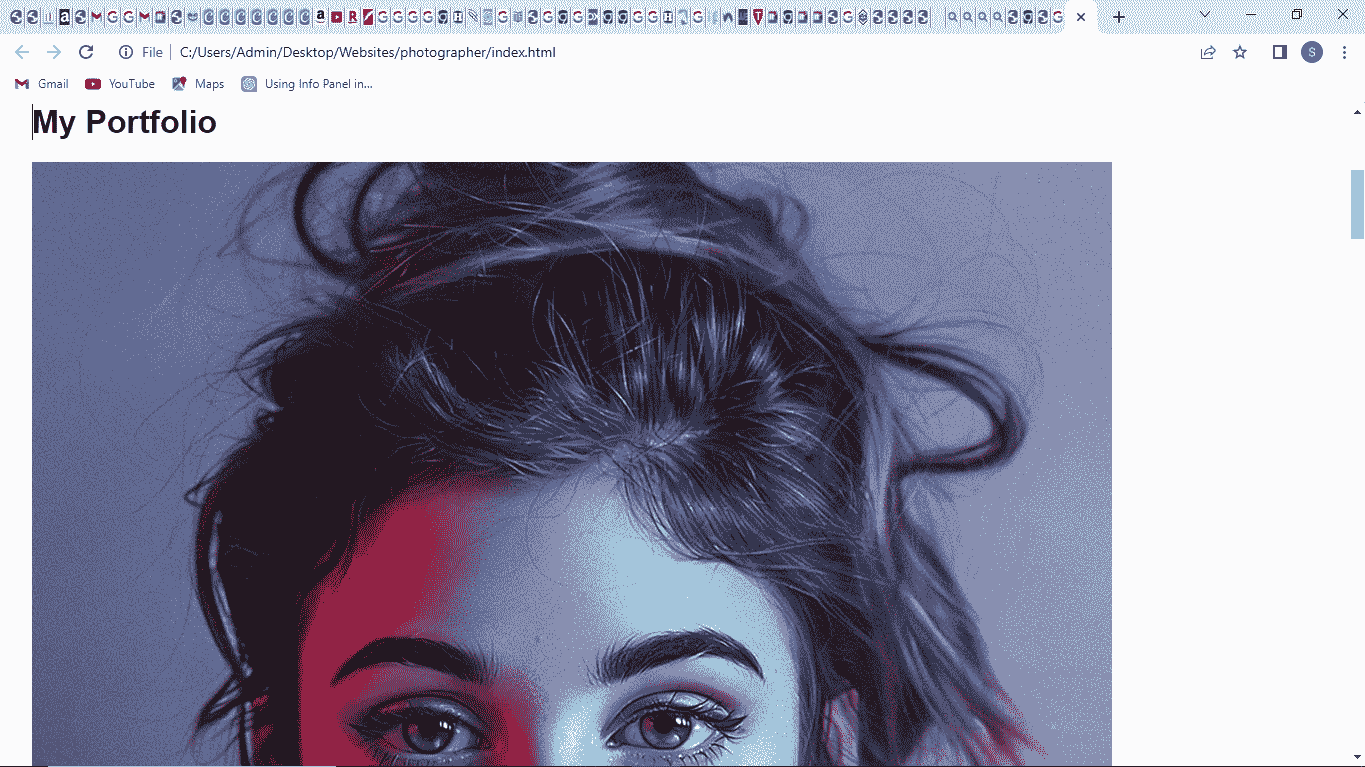 File C:/Users/Admin/Desktop/Websites/photographer/index.html
S
Gmail YouTube Maps Using Info Panel in...
My Portfolio